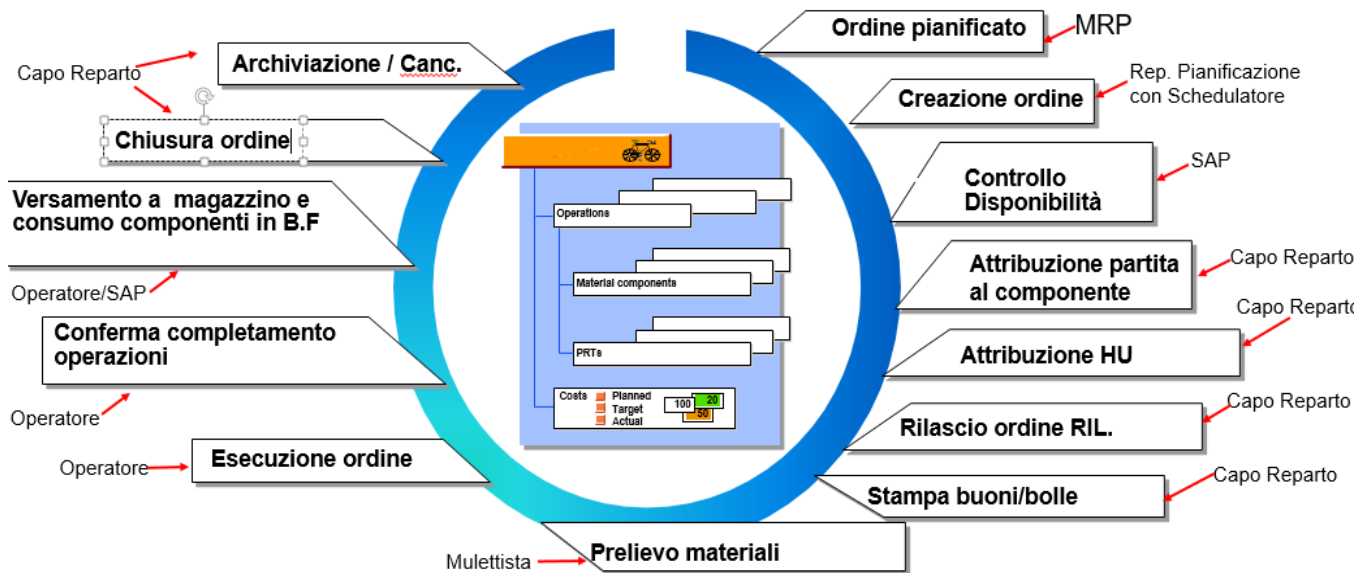 Ordine pianificato
MRP
Creazione ordine
Rep. Pianificazione
con Schedulatore
Controllo
Disponibilità
SAP
Attribuzione partita
al componente
Capo Reparto
Attribuzione HU
Capo Reparto
Rilascio ordine RIL.
Capo Reparto
Stampa buoni/bolle
Capo Reparto
Prelievo materiali
Mulettista
Esecuzione ordine
Operatore
Conferma completamento
operazioni
Operatore
Versamento a magazzino e
consumo componenti in B.F
Operatore/SAP
Chiusura ordine
Capo Reparto
Archiviazione / Canc.
Operations
Material components
PRTs
Costs Planned
Target
Actual
100
20
50